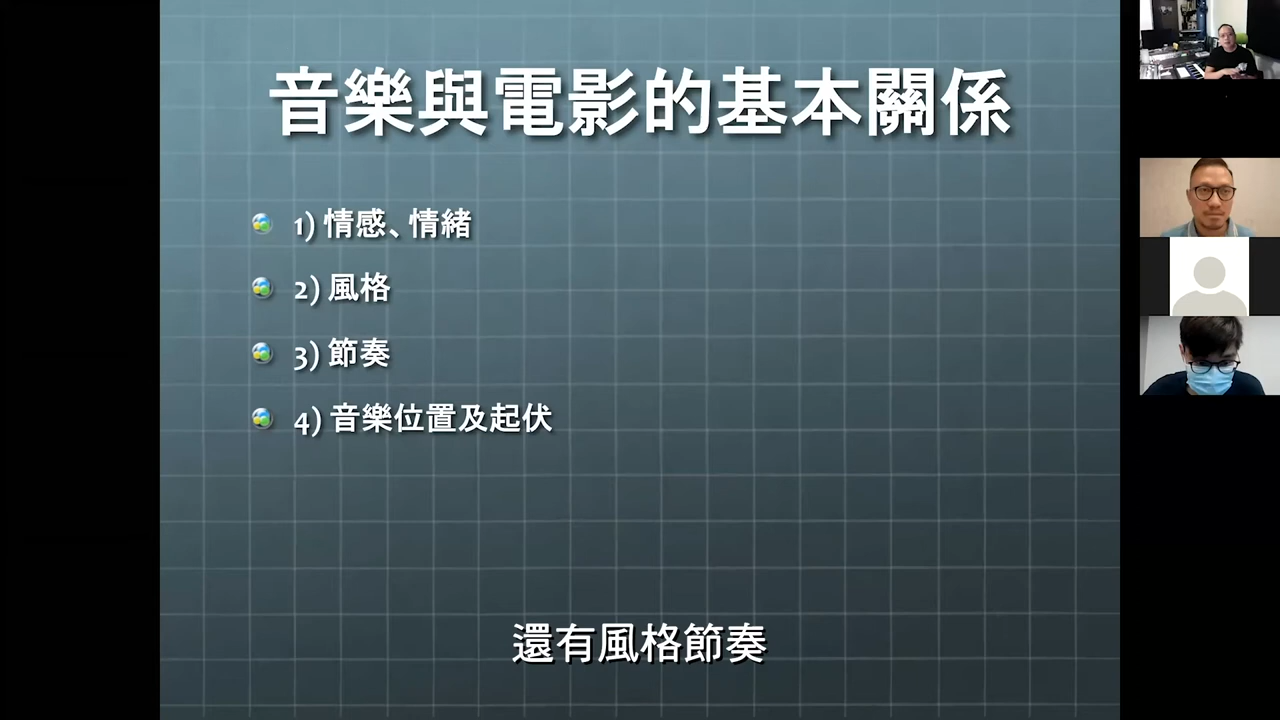 音樂與電影的基本關係
1) 情感、情緒
2) 風格
3) 節奏
4) 音樂位置及起伏
還有風格節奏